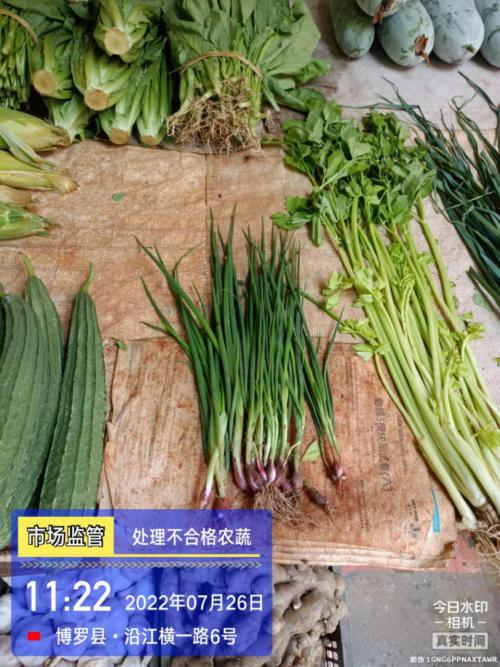 市场监管 处理不合格农蔬
11:22 2022年07月26日
博罗县·沿江横一路6号
今日水印
相机
真实时间
防伪 1GNG6PPNAXTAWR